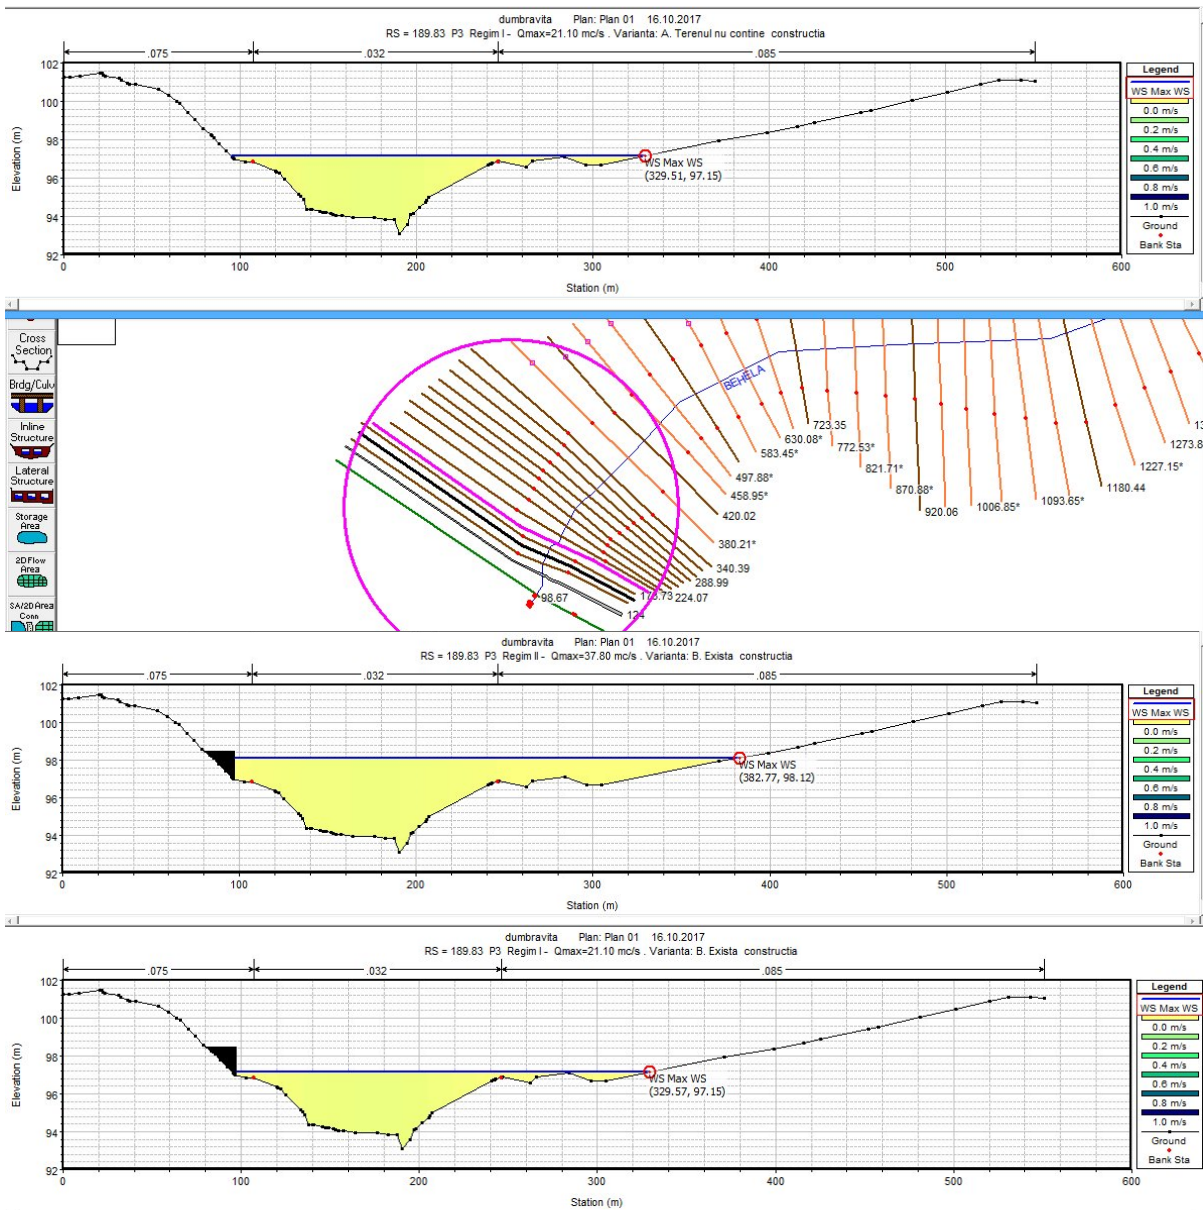 dumbravita Plan: Plan 01 16.10.2017
RS = 189.83 P3 Regim I - Qmax=21.10 mc/s . Varianta: A. Terenul nu contine constructia
.075 .032 .085
Elevation (m)
102
100
98
96
94
92
0 100 200 300 400 500 600
Station (m)
WS Max WS
(329.51, 97.15)
Legend
WS Max WS
0.0 m/s
0.2 m/s
0.4 m/s
0.6 m/s
0.8 m/s
1.0 m/s
Ground
Bank Sta
Cross
Section
Brdg/Culv
Inline
Structure
Lateral
Structure
Storage
Area
2D Flow
Area
SA/2D Area
Conn
BEHELA
630.08*
583.45*
497.88*
458.95*
420.02
380.21*
340.39
288.99
224.07
98.67
124
723.35
772.53*
821.71*
870.88*
920.06
1006.85*
1093.65*
1180.44
1227.15*
1273.8
dumbravita Plan: Plan 01 16.10.2017
RS = 189.83 P3 Regim II - Qmax=37.80 mc/s . Varianta: B. Exista constructia
.075 .032 .085
Elevation (m)
102
100
98
96
94
92
0 100 200 300 400 500 600
Station (m)
WS Max WS
(382.77, 98.12)
Legend
WS Max WS
0.0 m/s
0.2 m/s
0.4 m/s
0.6 m/s
0.8 m/s
1.0 m/s
Ground
Bank Sta
dumbravita Plan: Plan 01 16.10.2017
RS = 189.83 P3 Regim I - Qmax=21.10 mc/s . Varianta: B. Exista constructia
.075 .032 .085
Elevation (m)
102
100
98
96
94
92
0 100 200 300 400 500 600
Station (m)
WS Max WS
(329.57, 97.15)
Legend
WS Max WS
0.0 m/s
0.2 m/s
0.4 m/s
0.6 m/s
0.8 m/s
1.0 m/s
Ground
Bank Sta